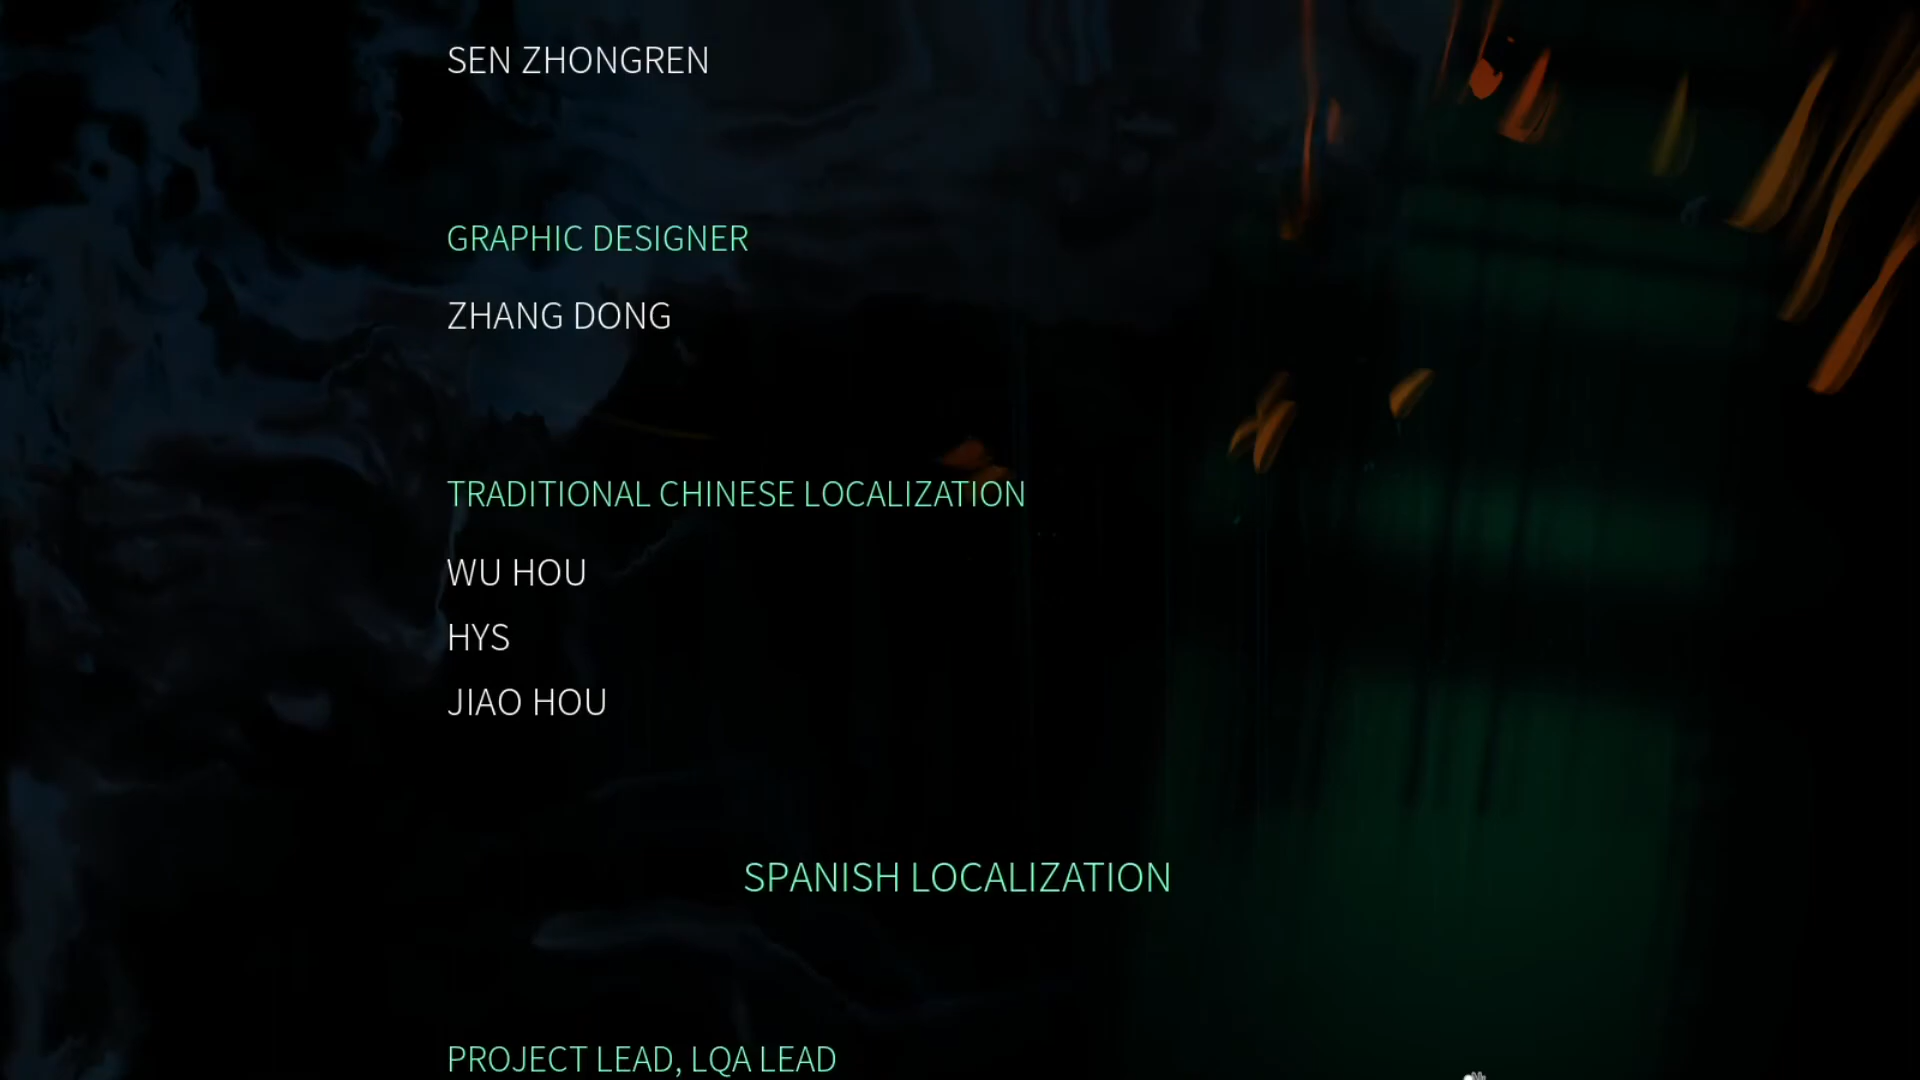 SEN ZHONGREN
GRAPHIC DESIGNER
ZHANG DONG
TRADITIONAL CHINESE LOCALIZATION
WU HOU
HYS
JIAO HOU
SPANISH LOCALIZATION
PROJECT LEAD, LQA LEAD